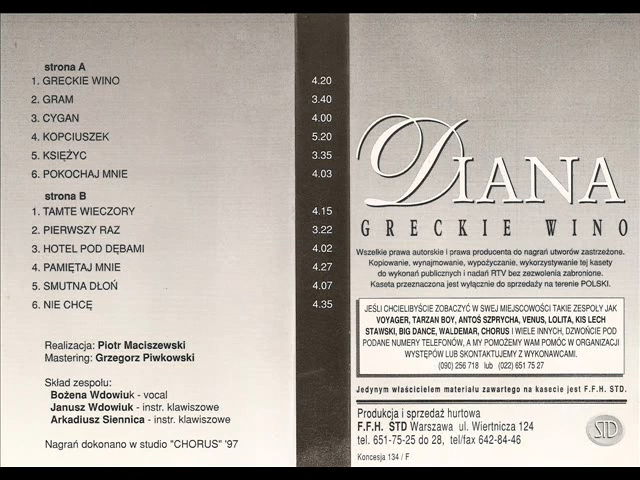 strona A
1. GRECKIE WINO 4.20
2. GRAM 3.40
3. CYGAN 4.00
4. KOPCIUSZEK 5.20
5. KSIĘŻYC 3.35
6. POKOCHAJ MNIE 4.03
strona B
1. TAMTE WIECZORY 4.15
2. PIERWSZY RAZ 3.22
3. HOTEL POD DĘBAMI 4.02
4. PAMIĘTAJ MNIE 4.27
5. SMUTNA DŁOŃ 4.07
6. NIE CHCĘ 4.35
Realizacja: Piotr Maciszewski
Mastering: Grzegorz Piwkowski
Skład zespołu:
Bożena Wdowiuk - vocal
Janusz Wdowiuk - instr. klawiszowe
Arkadiusz Siennica - instr. klawiszowe
Nagrań dokonano w studio "CHORUS" '97
DIANA
GRECKIE WINO
Wszelkie prawa autorskie i prawa producenta do nagrań utworów zastrzeżone.
Kopiowanie, wynajmowanie, wypożyczanie, wykorzystywanie tej kasety
do wykonań publicznych i nadań RTV bez zezwolenia zabronione.
Kaseta przeznaczona jest wyłącznie do sprzedaży na terenie POLSKI.
JEŚLI CHCIELIBYŚCIE ZOBACZYĆ W SWEJ MIEJSCOWOŚCI TAKIE ZESPOŁY JAK
VOYAGER, TARZAN BOY, ANTOŚ SZPRYCHA, VENUS, LOLITA, KIS LECH
STAWSKI, BIG DANCE, WALDEMAR, CHORUS I WIELE INNYCH, DZWOŃCIE POD
PODANE NUMERY TELEFONÓW, A MY POMOŻEMY WAM POMÓC W ORGANIZACJI
WYSTĘPÓW LUB SKONTAKTUJEMY Z WYKONAWCAMI.
(090) 256 718 lub (022) 651 75 27
Jedynym właścicielem materiału zawartego na kasecie jest F.F.H. STD.
Produkcja i sprzedaż hurtowa
F.F.H. STD Warszawa ul. Wiertnicza 124
tel. 651-75-25 do 28, tel/fax 642-84-46
STD
Koncesja 134 / F